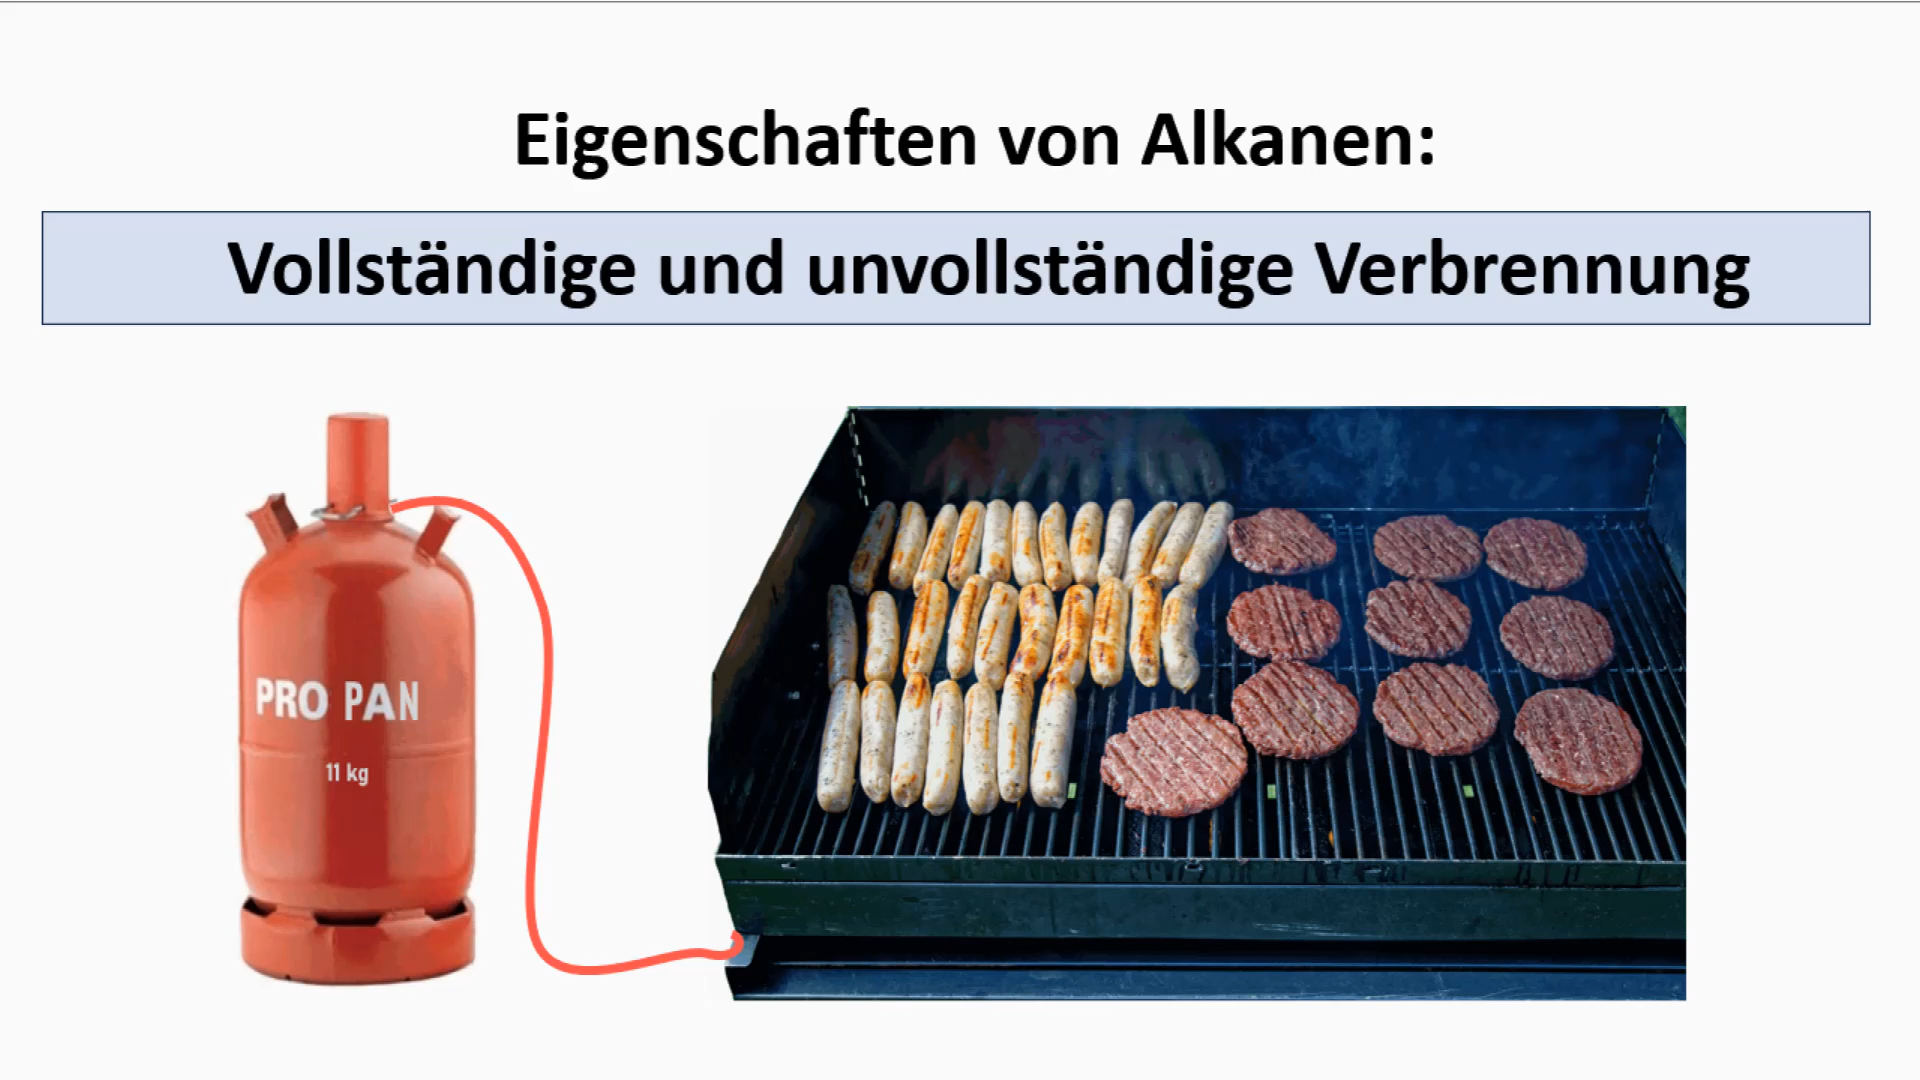 Eigenschaften von Alkanen:
Vollständige und unvollständige Verbrennung
PRO PAN
11 kg